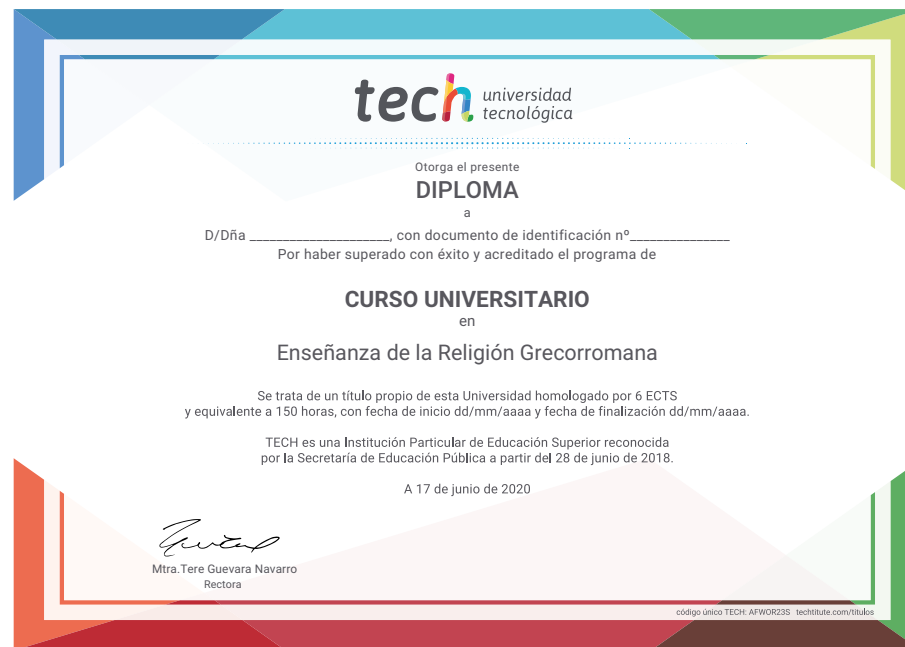 tech universidad
tecnológica
Otorga el presente
DIPLOMA
a
D/Dña _____________________, con documento de identificación nº_______________
Por haber superado con éxito y acreditado el programa de
CURSO UNIVERSITARIO
en
Enseñanza de la Religión Grecorromana
Se trata de un título propio de esta Universidad homologado por 6 ECTS
y equivalente a 150 horas, con fecha de inicio dd/mm/aaaa y fecha de finalización dd/mm/aaaa.
TECH es una Institución Particular de Educación Superior reconocida
por la Secretaría de Educación Pública a partir del 28 de junio de 2018.
A 17 de junio de 2020
Mtra.Tere Guevara Navarro
Rectora
código único TECH: AFWOR23S techtitute.com/titulos